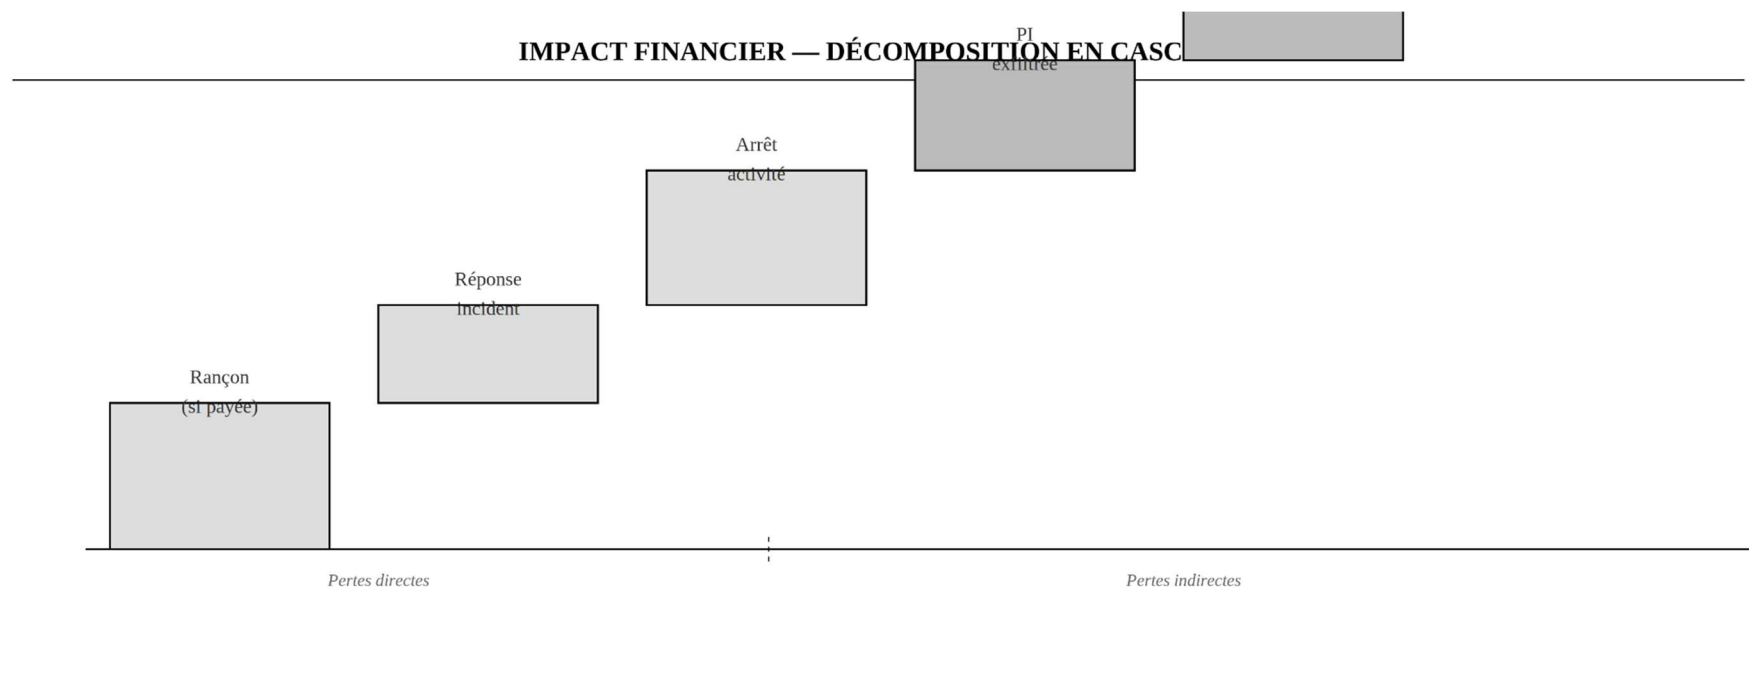 IMPACT FINANCIER — DÉCOMPOSITION EN CASC
PI
exfiltrée
Arrêt
activité
Réponse
incident
Rançon
(si payée)
Pertes directes
Pertes indirectes